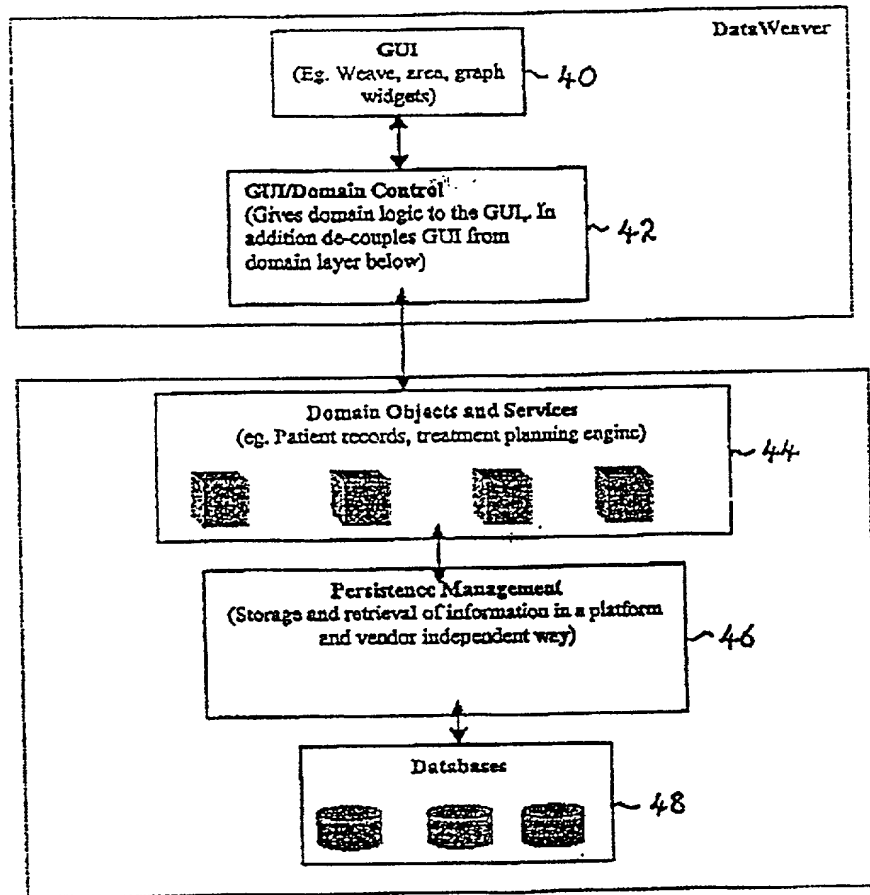 DataWeaver
GUI
(Eg. Weave, area, graph
widgets)
40
GUI/Domain Control
(Gives domain logic to the GUI. In
addition de-couples GUI from
domain layer below)
42
Domain Objects and Services
(eg. Patient records, treatment planning engine)
44
Persistence Management
(Storage and retrieval of information in a platform
and vendor independent way)
46
Databases
48